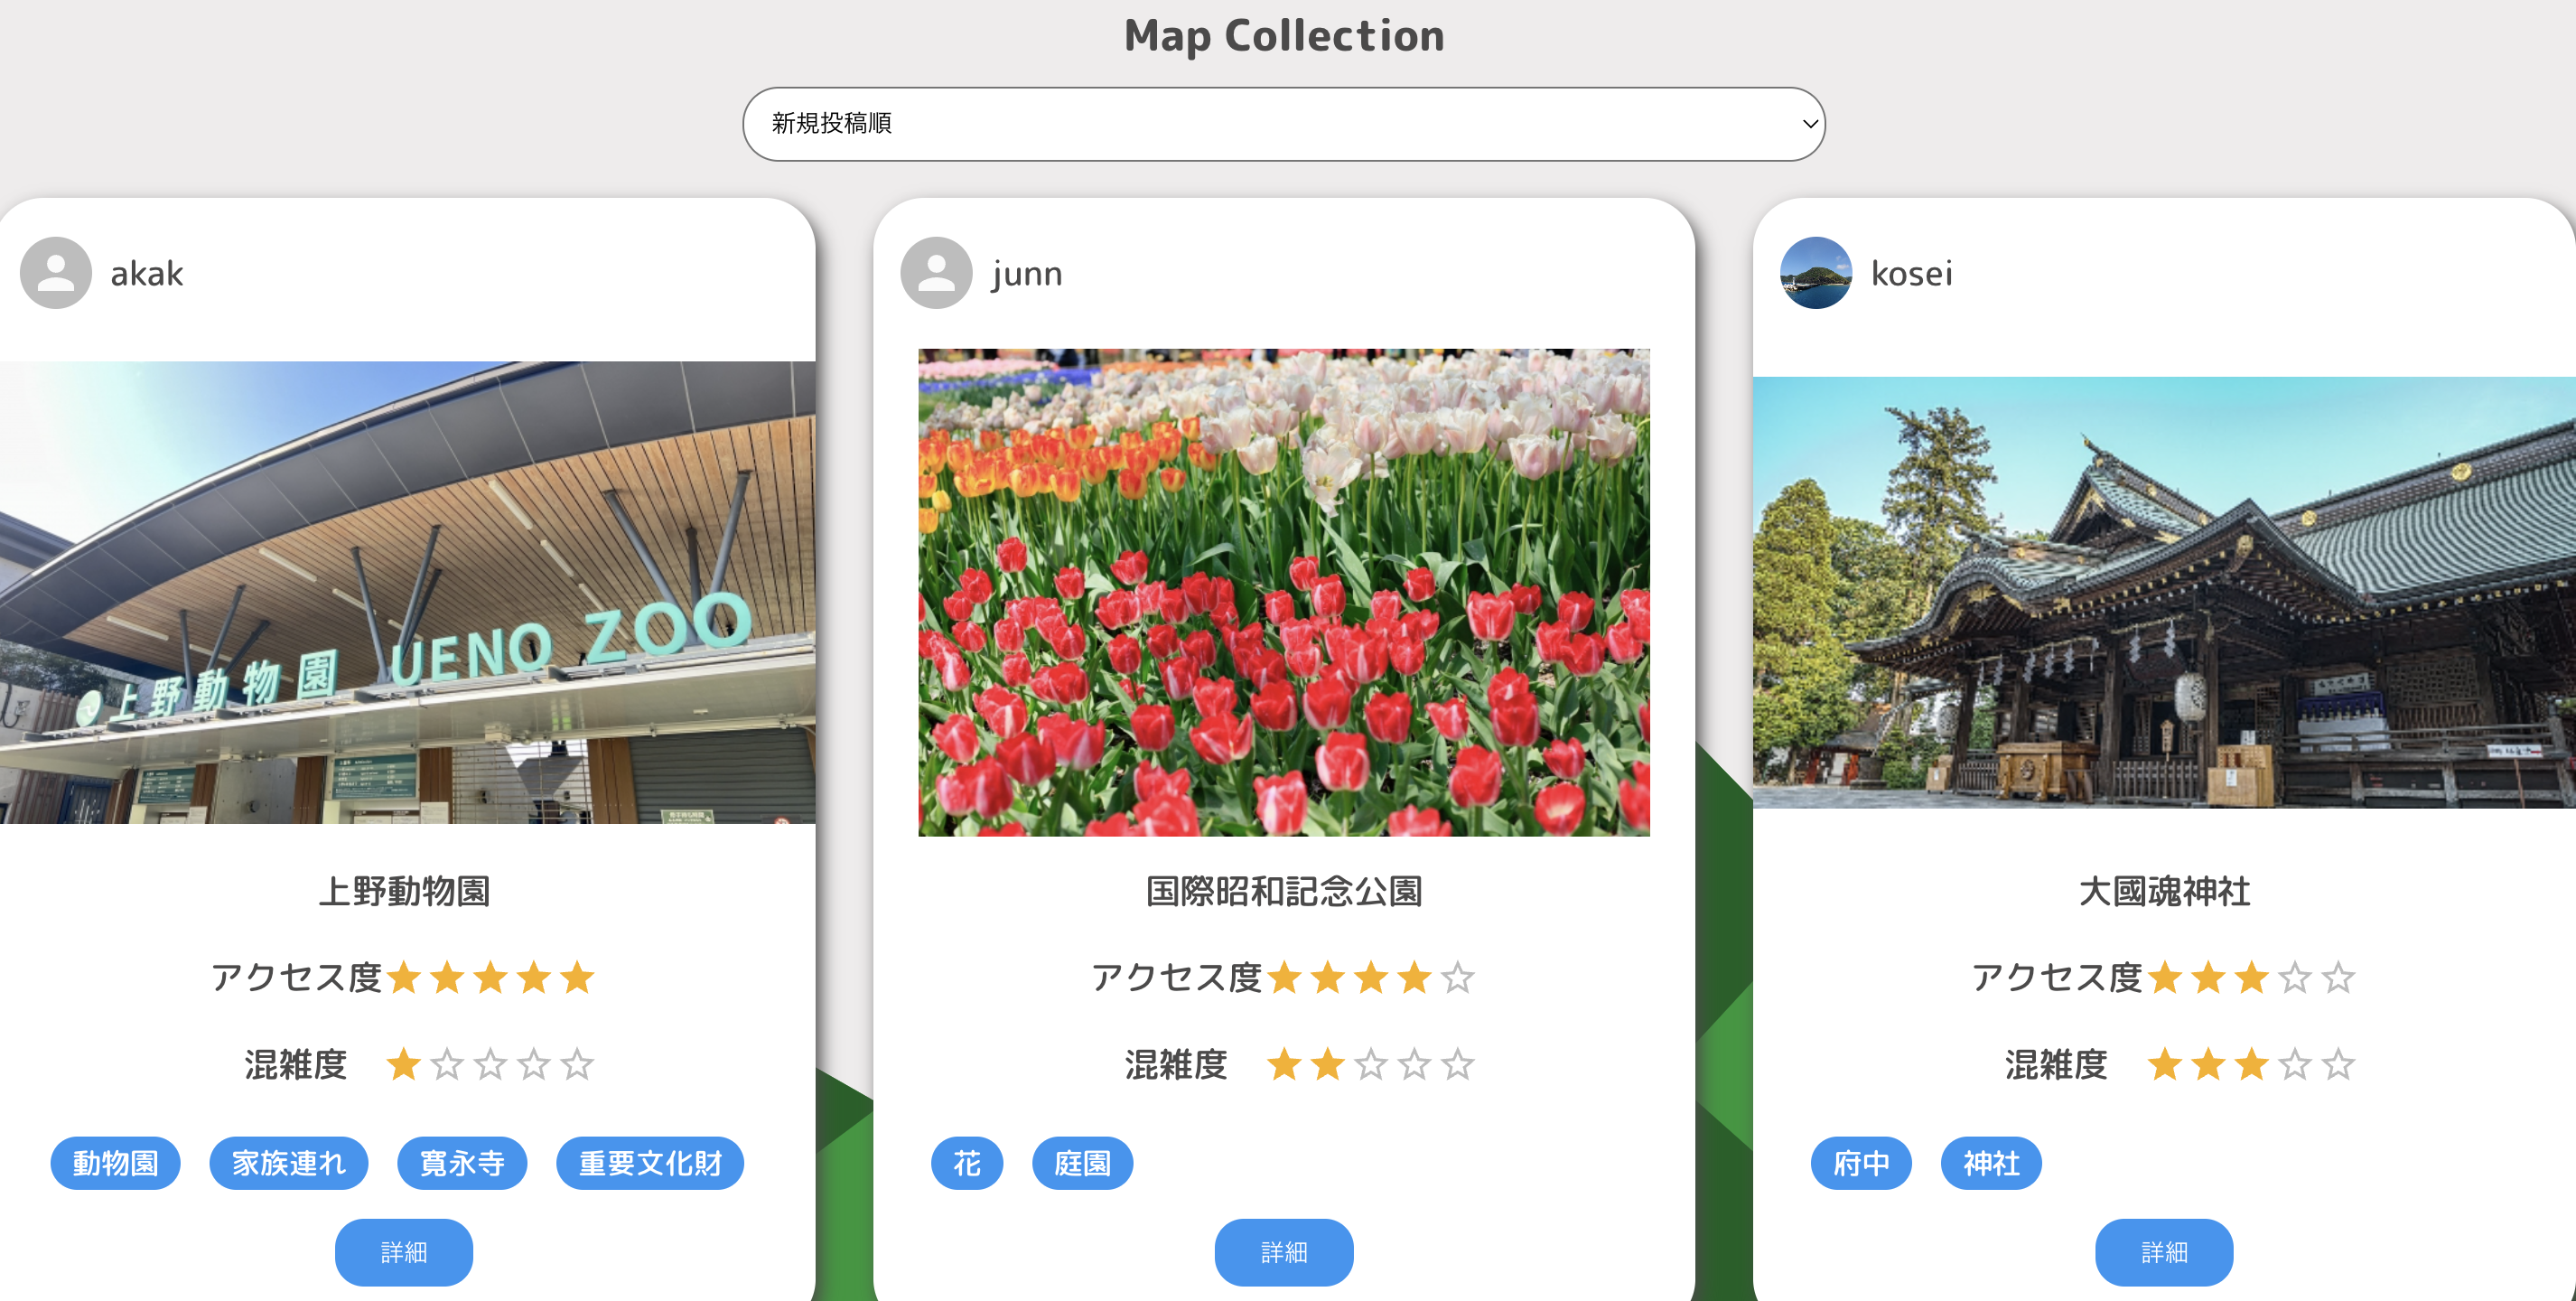 Map Collection
新規投稿順
akak
上野動物園 UENO ZOO
上野動物園
アクセス度
混雑度
動物園 家族連れ 寛永寺 重要文化財
詳細
junn
国際昭和記念公園
アクセス度
混雑度
花 庭園
詳細
kosei
大國魂神社
アクセス度
混雑度
府中 神社
詳細